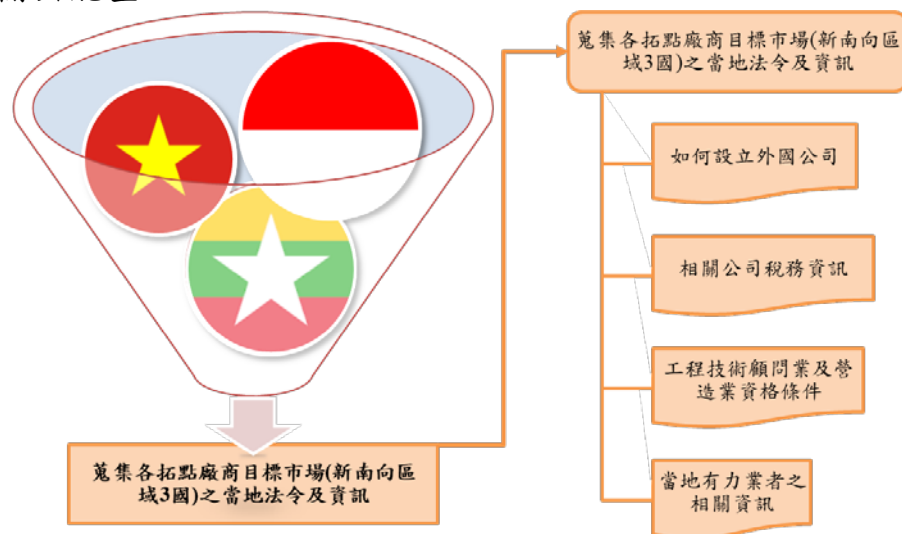 蒐集各拓點廠商目標市場(新南向區
域3國)之當地法令及資訊
蒐集各拓點廠商目標市場(新南向區
域3國)之當地法令及資訊
如何設立外國公司
相關公司稅務資訊
工程技術顧問業及營
造業資格條件
當地有力業者之
相關資訊